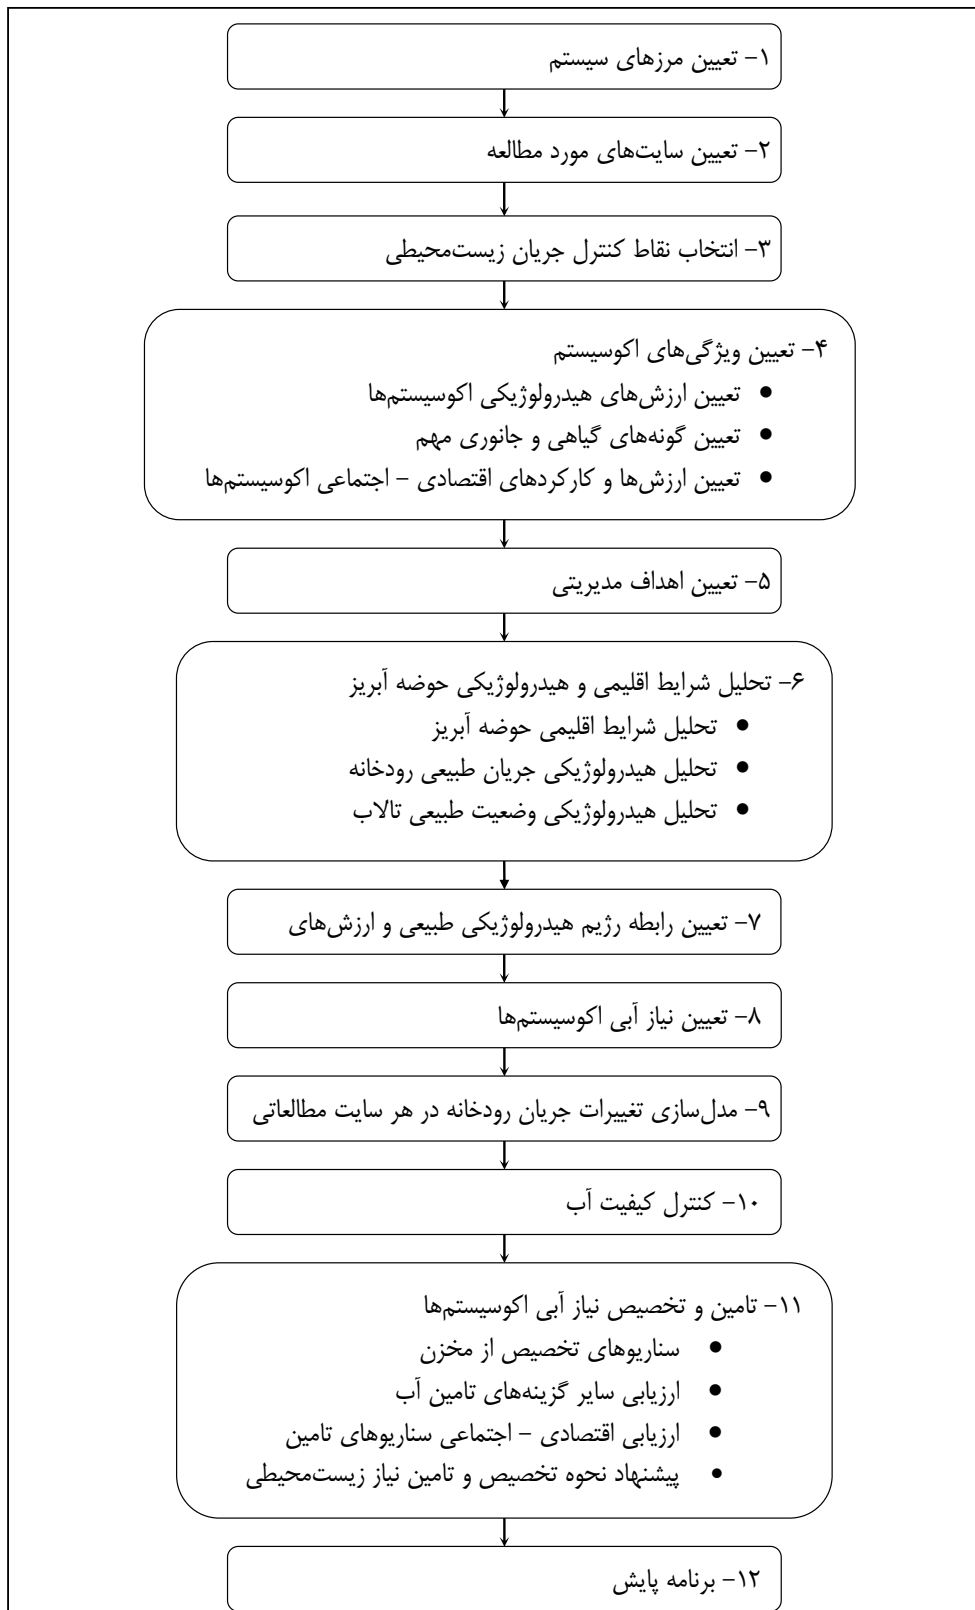 ۱- تعیین مرزهای سیستم
۲- تعیین سایت‌های مورد مطالعه
۳- انتخاب نقاط کنترل جریان زیست‌محیطی
۴- تعیین ویژگی‌های اکوسیستم
● تعیین ارزش‌های هیدرولوژیکی اکوسیستم‌ها
● تعیین گونه‌های گیاهی و جانوری مهم
● تعیین ارزش‌ها و کارکردهای اقتصادی – اجتماعی اکوسیستم‌ها
۵- تعیین اهداف مدیریتی
۶- تحلیل شرایط اقلیمی و هیدرولوژیکی حوضه آبریز
● تحلیل شرایط اقلیمی حوضه آبریز
● تحلیل هیدرولوژیکی جریان طبیعی رودخانه
● تحلیل هیدرولوژیکی وضعیت طبیعی تالاب
۷- تعیین رابطه رژیم هیدرولوژیکی طبیعی و ارزش‌های
۸- تعیین نیاز آبی اکوسیستم‌ها
۹- مدل‌سازی تغییرات جریان رودخانه در هر سایت مطالعاتی
۱۰- کنترل کیفیت آب
۱۱- تامین و تخصیص نیاز آبی اکوسیستم‌ها
● سناریوهای تخصیص از مخزن
● ارزیابی سایر گزینه‌های تامین آب
● ارزیابی اقتصادی – اجتماعی سناریوهای تامین
● پیشنهاد نحوه تخصیص و تامین نیاز زیست‌محیطی
۱۲- برنامه پایش